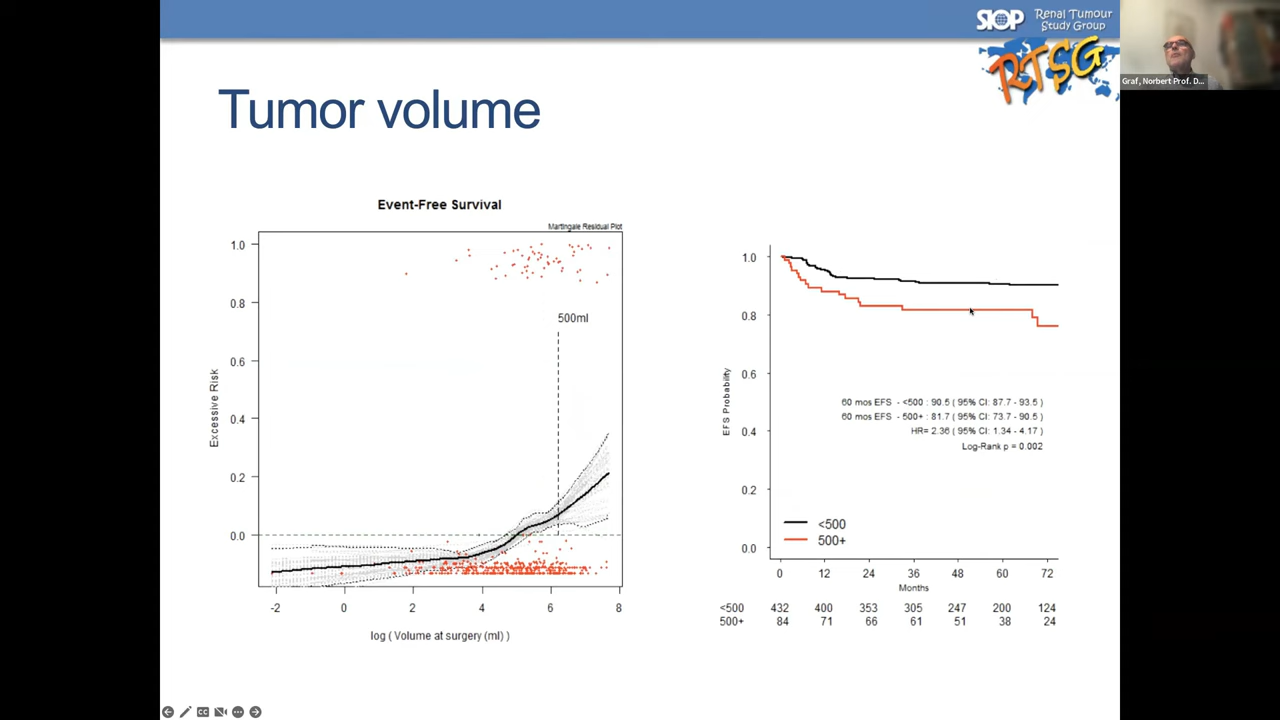 SIOP Renal Tumour
Study Group
RTSG
Graf, Norbert Prof. D...
Tumor volume
Event-Free Survival
Martingale Residual Plot
1.0
0.8
0.6
0.4
0.2
0.0
Excessive Risk
500ml
-2 0 2 4 6 8
log ( Volume at surgery (ml) )
1.0
0.8
0.6
0.4
0.2
0.0
EFS Probability
60 mos EFS - <500 : 90.5 ( 95% CI: 87.7 - 93.5 )
60 mos EFS - 500+ : 81.7 ( 95% CI: 73.7 - 90.5 )
HR= 2.36 ( 95% CI: 1.34 - 4.17 )
Log-Rank p = 0.002
<500
500+
0 12 24 36 48 60 72
Months
<500 432 400 353 305 247 200 124
500+ 84 71 66 61 51 38 24
CC